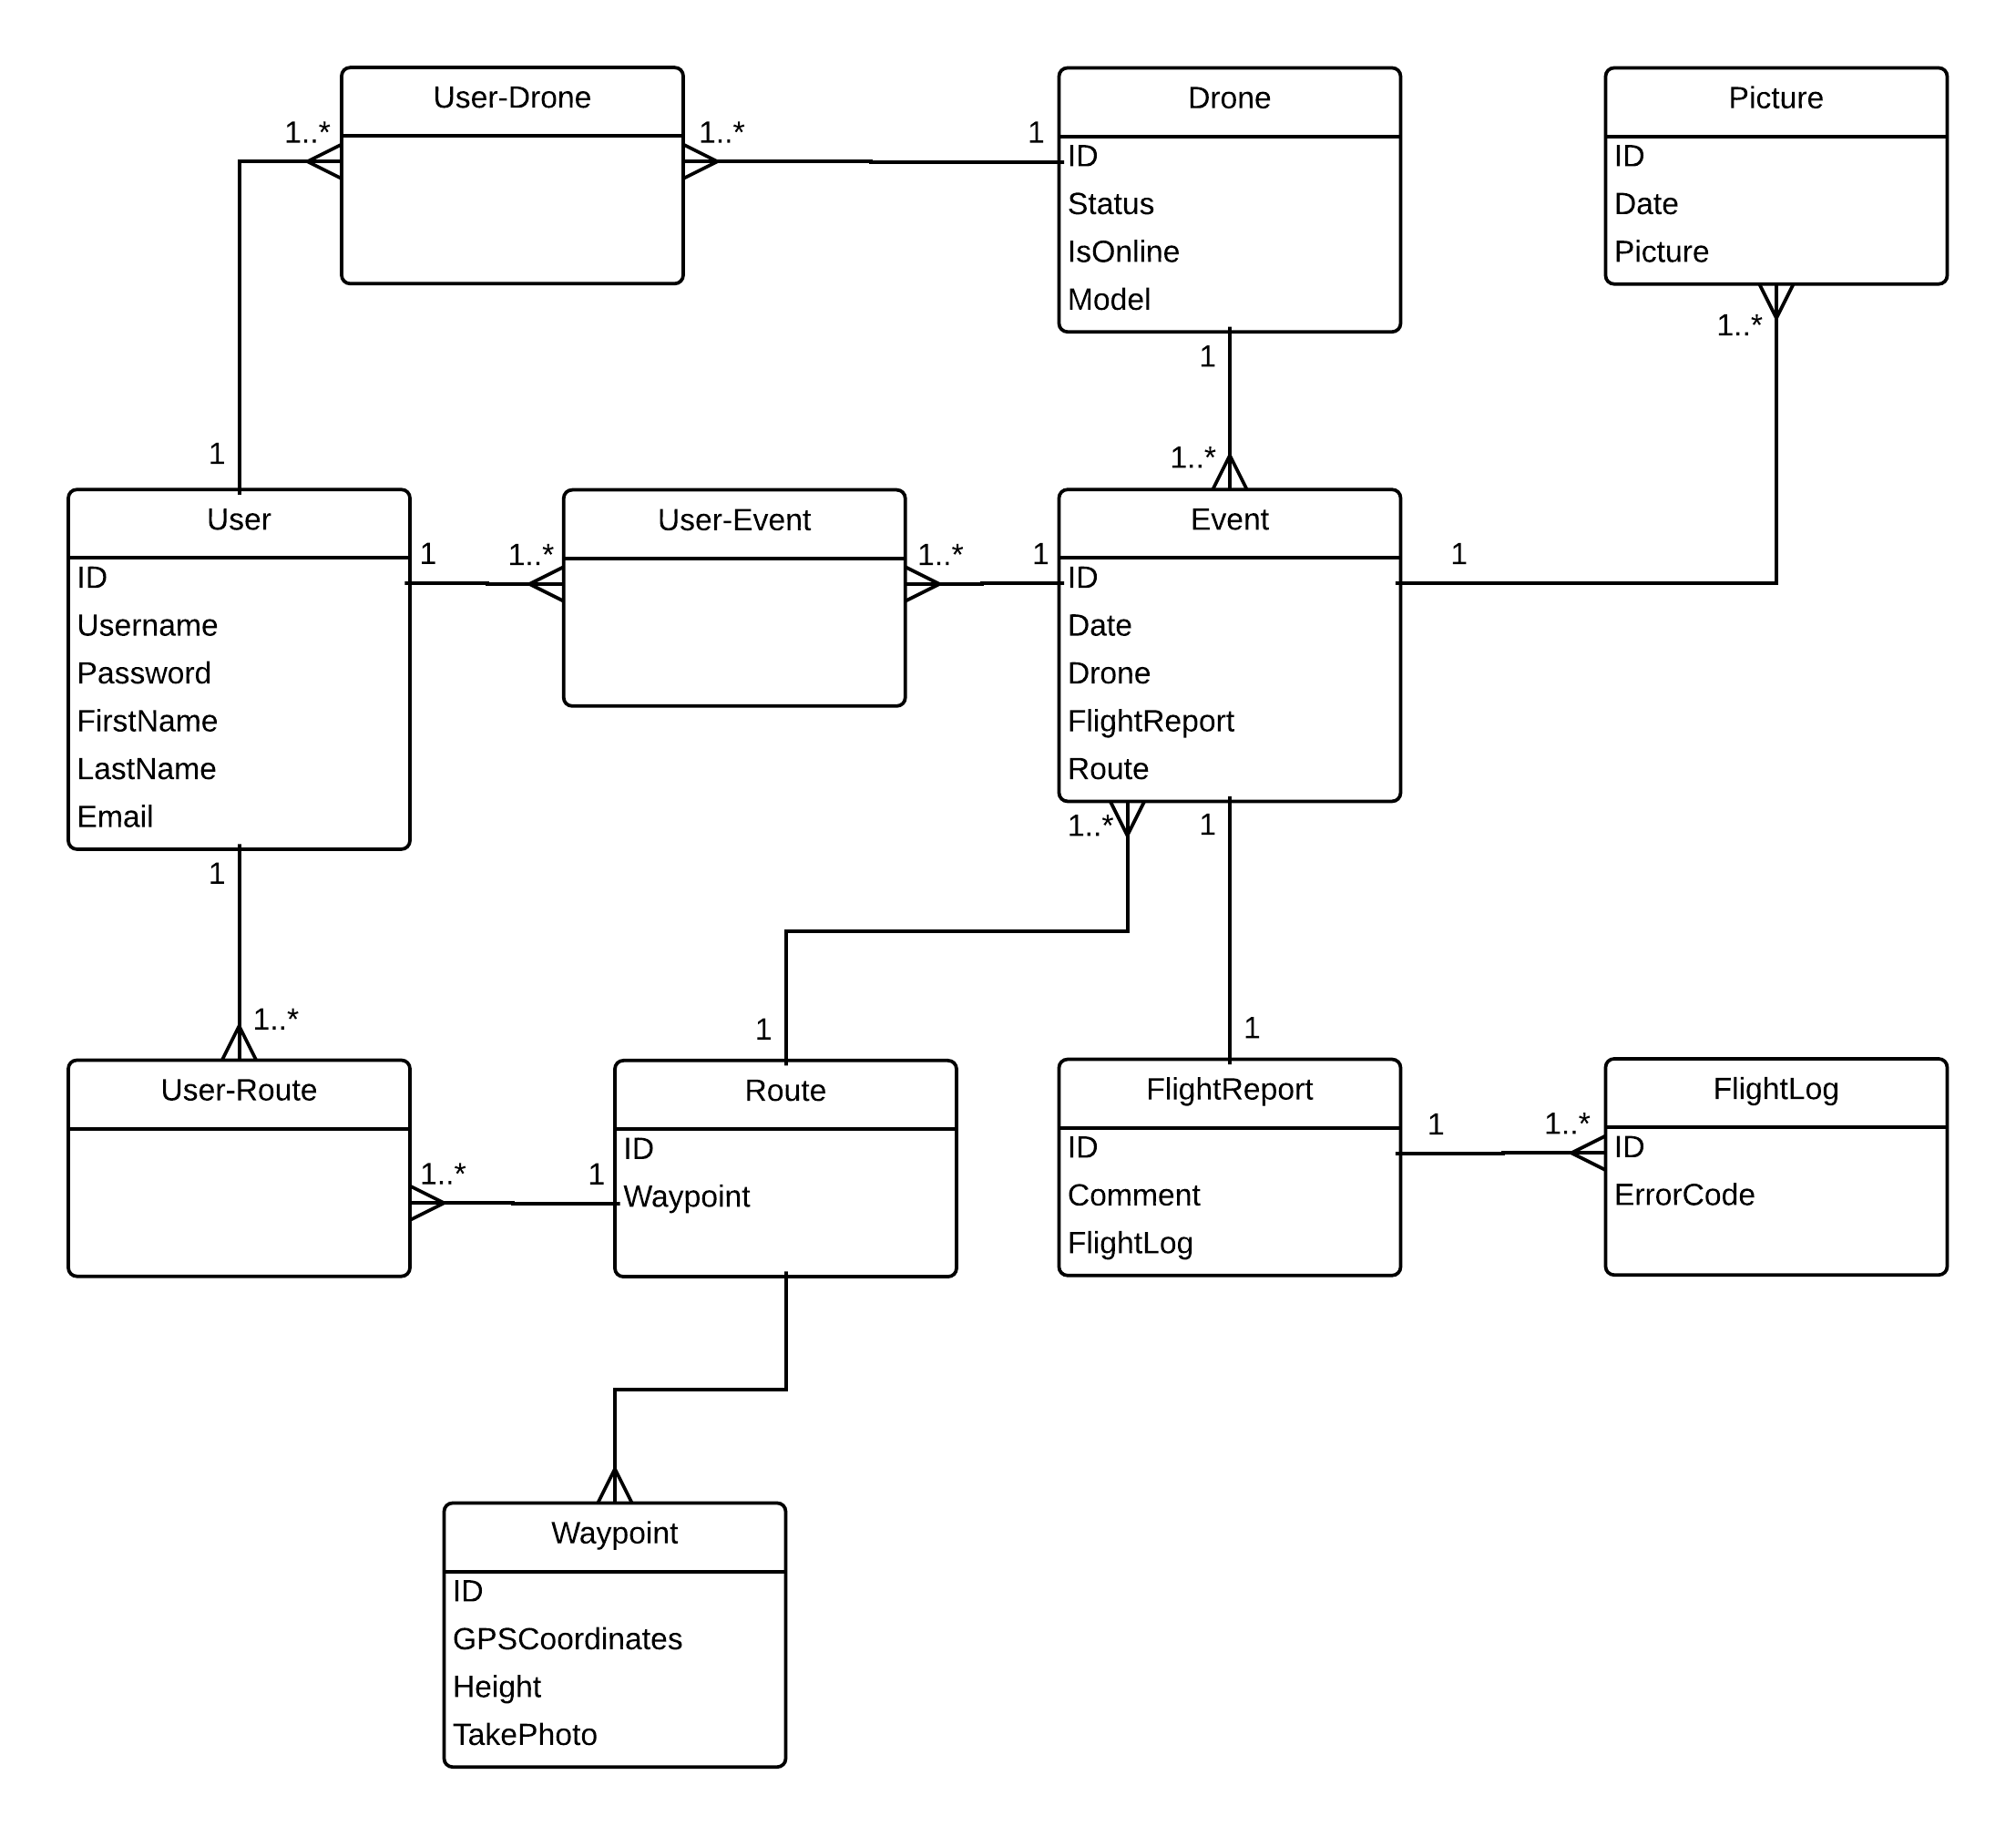 User-Drone
1..*
1..*
Drone
1
ID
Status
IsOnline
Model
1
Picture
ID
Date
Picture
1..*
1
User
ID
Username
Password
FirstName
LastName
Email
1
1
1..*
User-Event
1..*
1
1..*
Event
ID
Date
Drone
FlightReport
Route
1
1..*
1
1..*
User-Route
1..*
1
1
Route
ID
Waypoint
1
FlightReport
ID
Comment
FlightLog
1
1..*
FlightLog
ID
ErrorCode
Waypoint
ID
GPSCoordinates
Height
TakePhoto